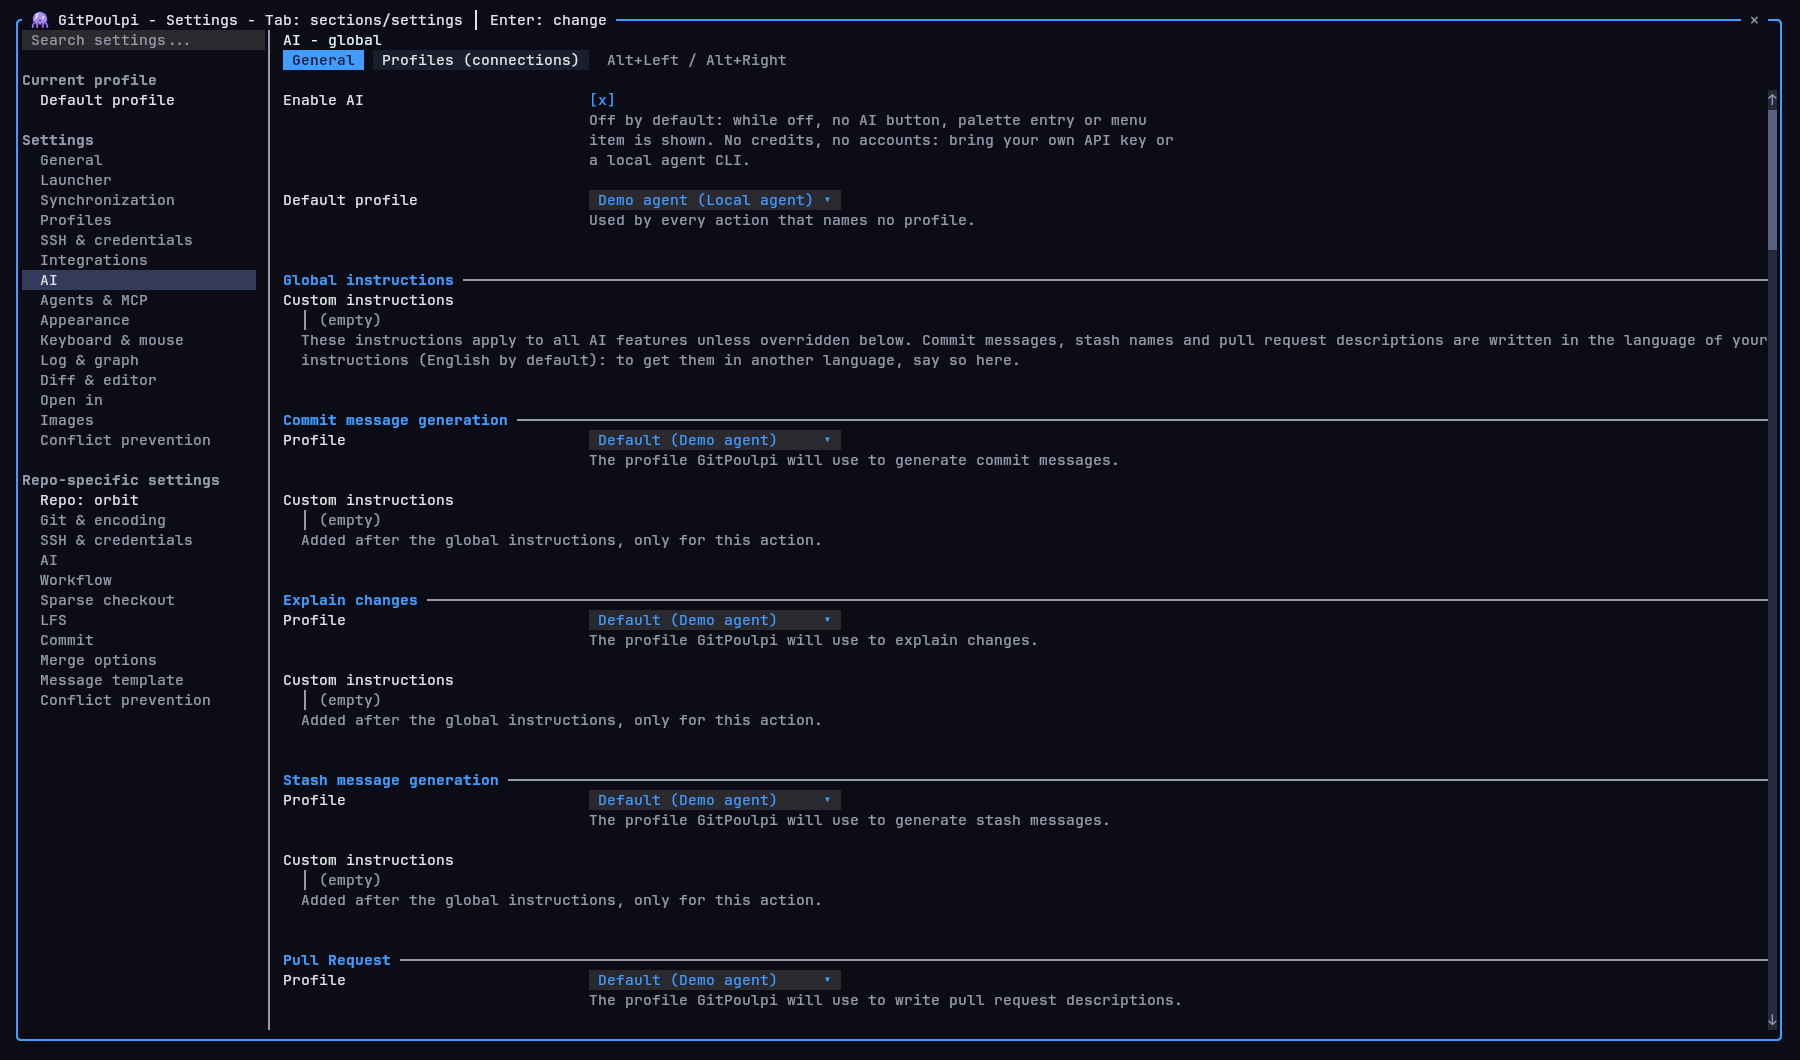 GitPoulpi - Settings - Tab: sections/settings │ Enter: change ×
Search settings...
Current profile
Default profile
Settings
General
Launcher
Synchronization
Profiles
SSH & credentials
Integrations
AI
Agents & MCP
Appearance
Keyboard & mouse
Log & graph
Diff & editor
Open in
Images
Conflict prevention
Repo-specific settings
Repo: orbit
Git & encoding
SSH & credentials
AI
Workflow
Sparse checkout
LFS
Commit
Merge options
Message template
Conflict prevention
AI - global
General Profiles (connections) Alt+Left / Alt+Right
Enable AI [x]
Off by default: while off, no AI button, palette entry or menu
item is shown. No credits, no accounts: bring your own API key or
a local agent CLI.
Default profile Demo agent (Local agent) ▾
Used by every action that names no profile.
Global instructions
Custom instructions
(empty)
These instructions apply to all AI features unless overridden below. Commit messages, stash names and pull request descriptions are written in the language of your
instructions (English by default): to get them in another language, say so here.
Commit message generation
Profile Default (Demo agent) ▾
The profile GitPoulpi will use to generate commit messages.
Custom instructions
(empty)
Added after the global instructions, only for this action.
Explain changes
Profile Default (Demo agent) ▾
The profile GitPoulpi will use to explain changes.
Custom instructions
(empty)
Added after the global instructions, only for this action.
Stash message generation
Profile Default (Demo agent) ▾
The profile GitPoulpi will use to generate stash messages.
Custom instructions
(empty)
Added after the global instructions, only for this action.
Pull Request
Profile Default (Demo agent) ▾
The profile GitPoulpi will use to write pull request descriptions.